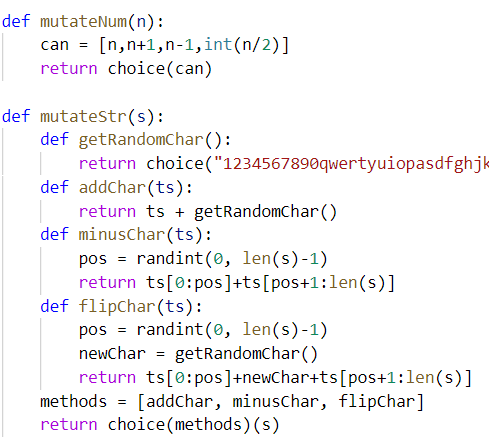 def mutateNum(n):
    can = [n,n+1,n-1,int(n/2)]
    return choice(can)

def mutateStr(s):
    def getRandomChar():
        return choice("1234567890qwertyuiopasdfghjk
    def addChar(ts):
        return ts + getRandomChar()
    def minusChar(ts):
        pos = randint(0, len(s)-1)
        return ts[0:pos]+ts[pos+1:len(s)]
    def flipChar(ts):
        pos = randint(0, len(s)-1)
        newChar = getRandomChar()
        return ts[0:pos]+newChar+ts[pos+1:len(s)]
    methods = [addChar, minusChar, flipChar]
    return choice(methods)(s)